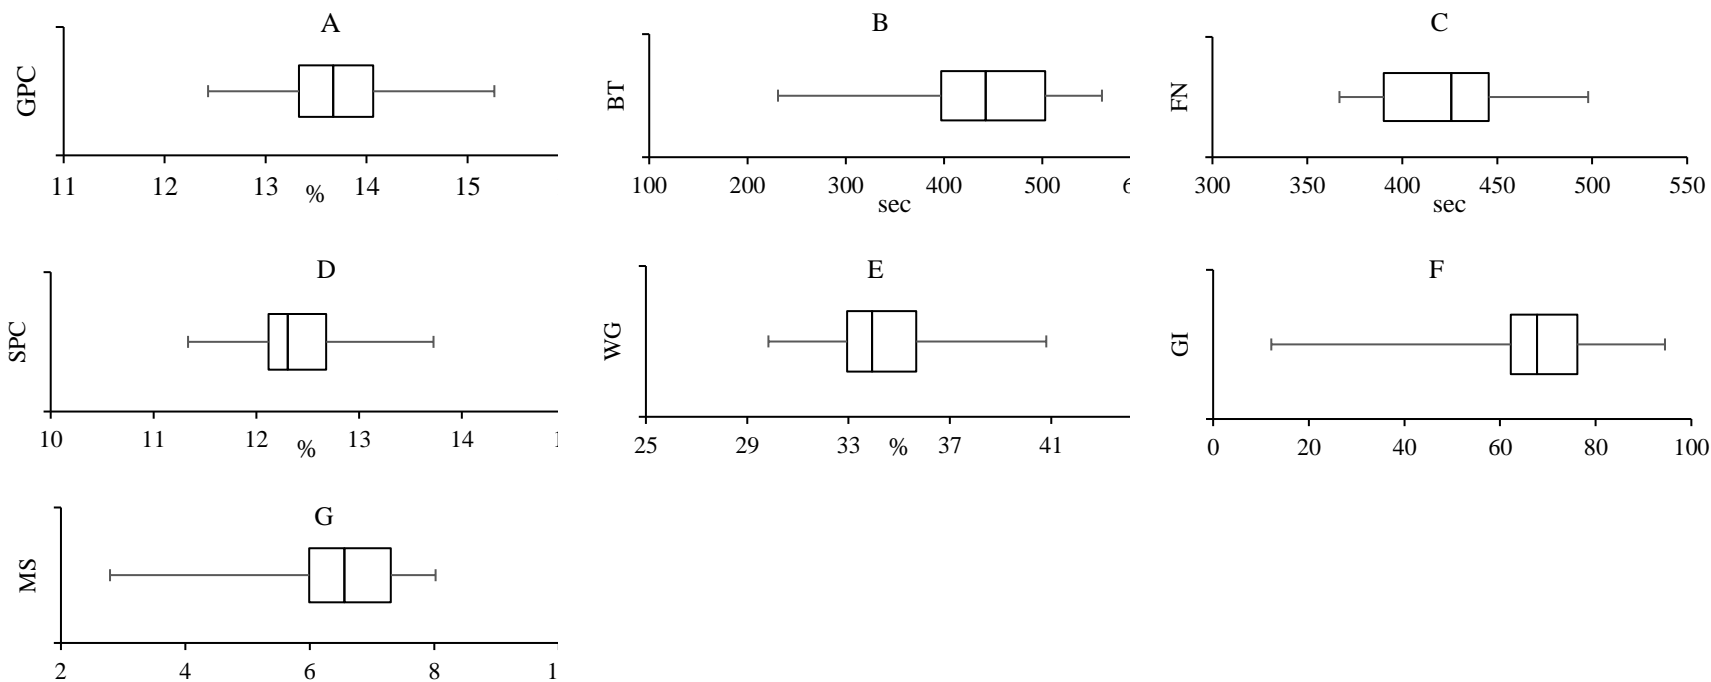 A
GPC
11 12 13 14 15
%
B
BT
100 200 300 400 500
sec
C
FN
300 350 400 450 500 550
sec
D
SPC
10 11 12 13 14
%
E
WG
25 29 33 37 41
%
F
GI
0 20 40 60 80 100
G
MS
2 4 6 8